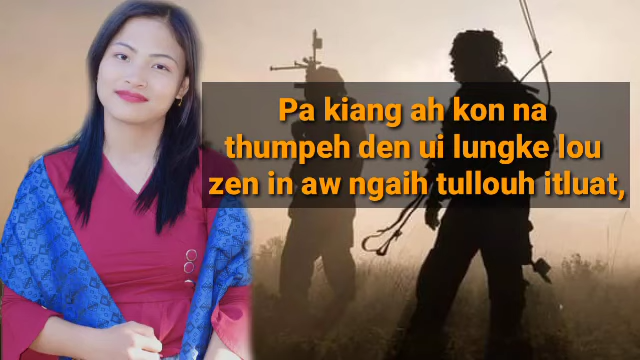 Pa kiang ah kon na
thumpeh den ui lungke lou
zen in aw ngaih tullouh itluat,